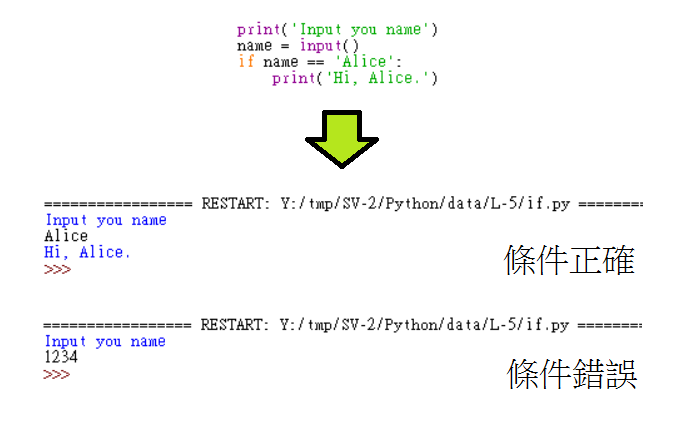 print('Input you name')
name = input()
if name == 'Alice':
    print('Hi, Alice.')
================= RESTART: Y:/tmp/SV-2/Python/data/L-5/if.py ========
Input you name
Alice
Hi, Alice.
>>>
條件正確
================= RESTART: Y:/tmp/SV-2/Python/data/L-5/if.py ========
Input you name
1234
>>>
條件錯誤